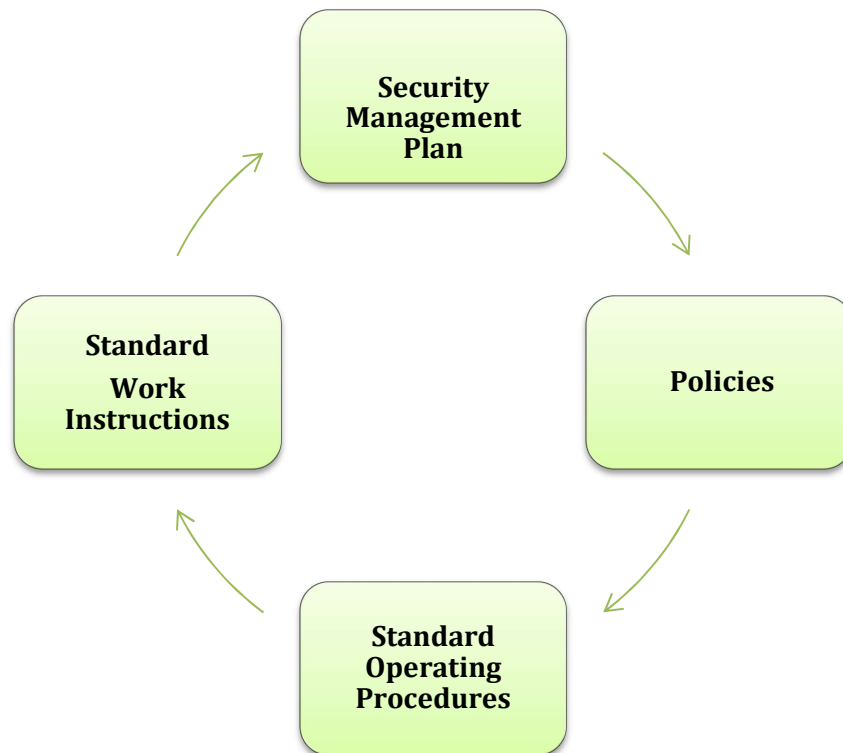 Security
Management
Plan
Policies
Standard
Operating
Procedures
Standard
Work
Instructions